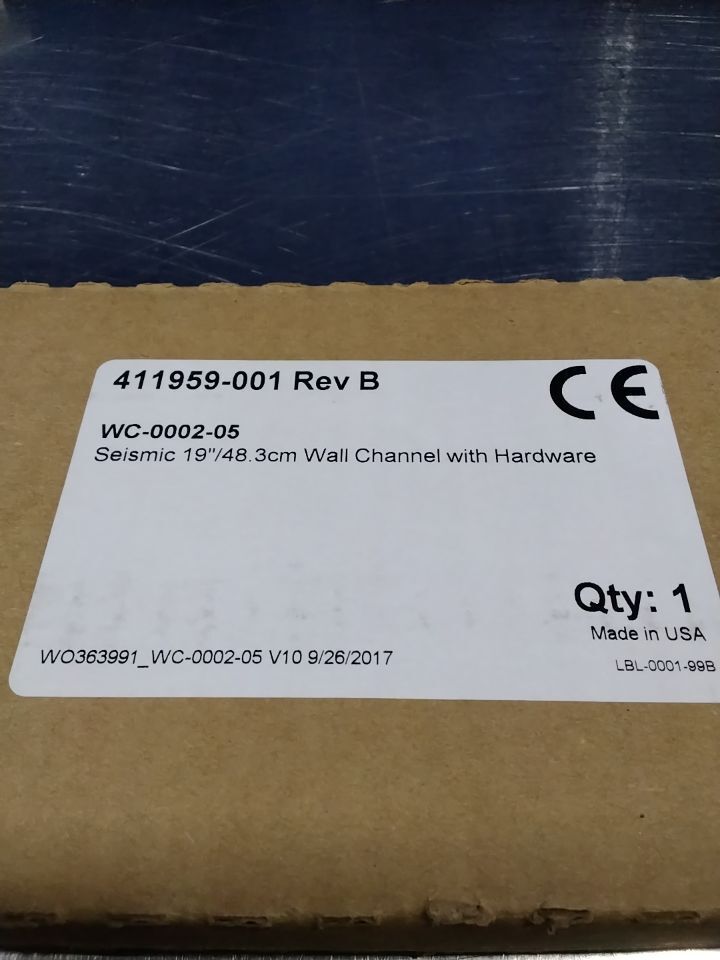 411959-001 Rev B
CE
WC-0002-05
Seismic 19"/48.3cm Wall Channel with Hardware
Qty: 1
Made in USA
WO363991_WC-0002-05 V10 9/26/2017
LBL-0001-99B